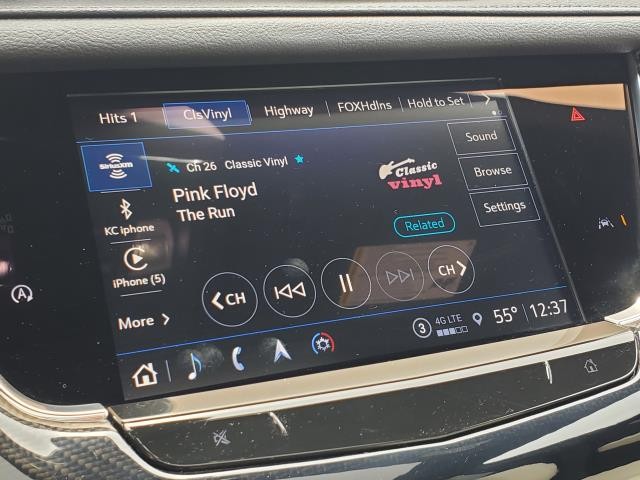 Hits 1 ClsVinyl Highway FOXHdlns Hold to Set
SiriusXM Ch 26 Classic Vinyl
Classic
vinyl
Pink Floyd
The Run
Related
Sound
Browse
Settings
KC iphone
iPhone (5)
More
CH CH
3 4G LTE 55° 12:37
A